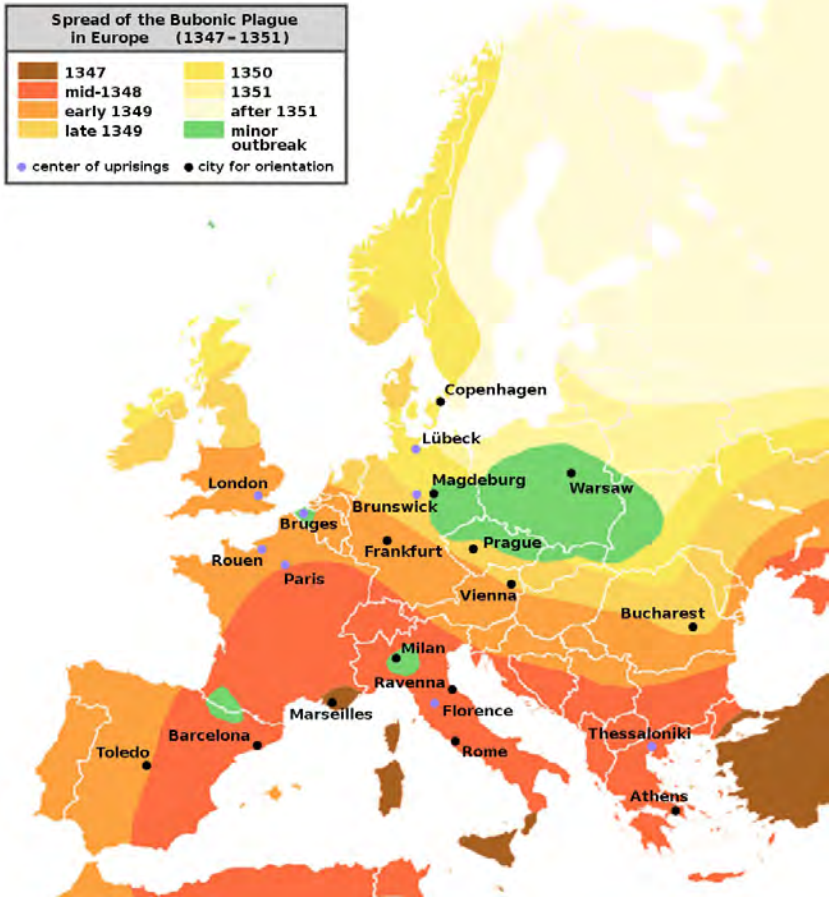 Spread of the Bubonic Plague
in Europe (1347–1351)
1347
mid-1348
early 1349
late 1349
1350
1351
after 1351
minor
outbreak
center of uprisings
city for orientation
Copenhagen
Lübeck
London
Magdeburg
Warsaw
Brunswick
Bruges
Frankfurt
Prague
Rouen
Paris
Vienna
Bucharest
Milan
Ravenna
Marseilles
Florence
Barcelona
Thessaloniki
Toledo
Rome
Athens